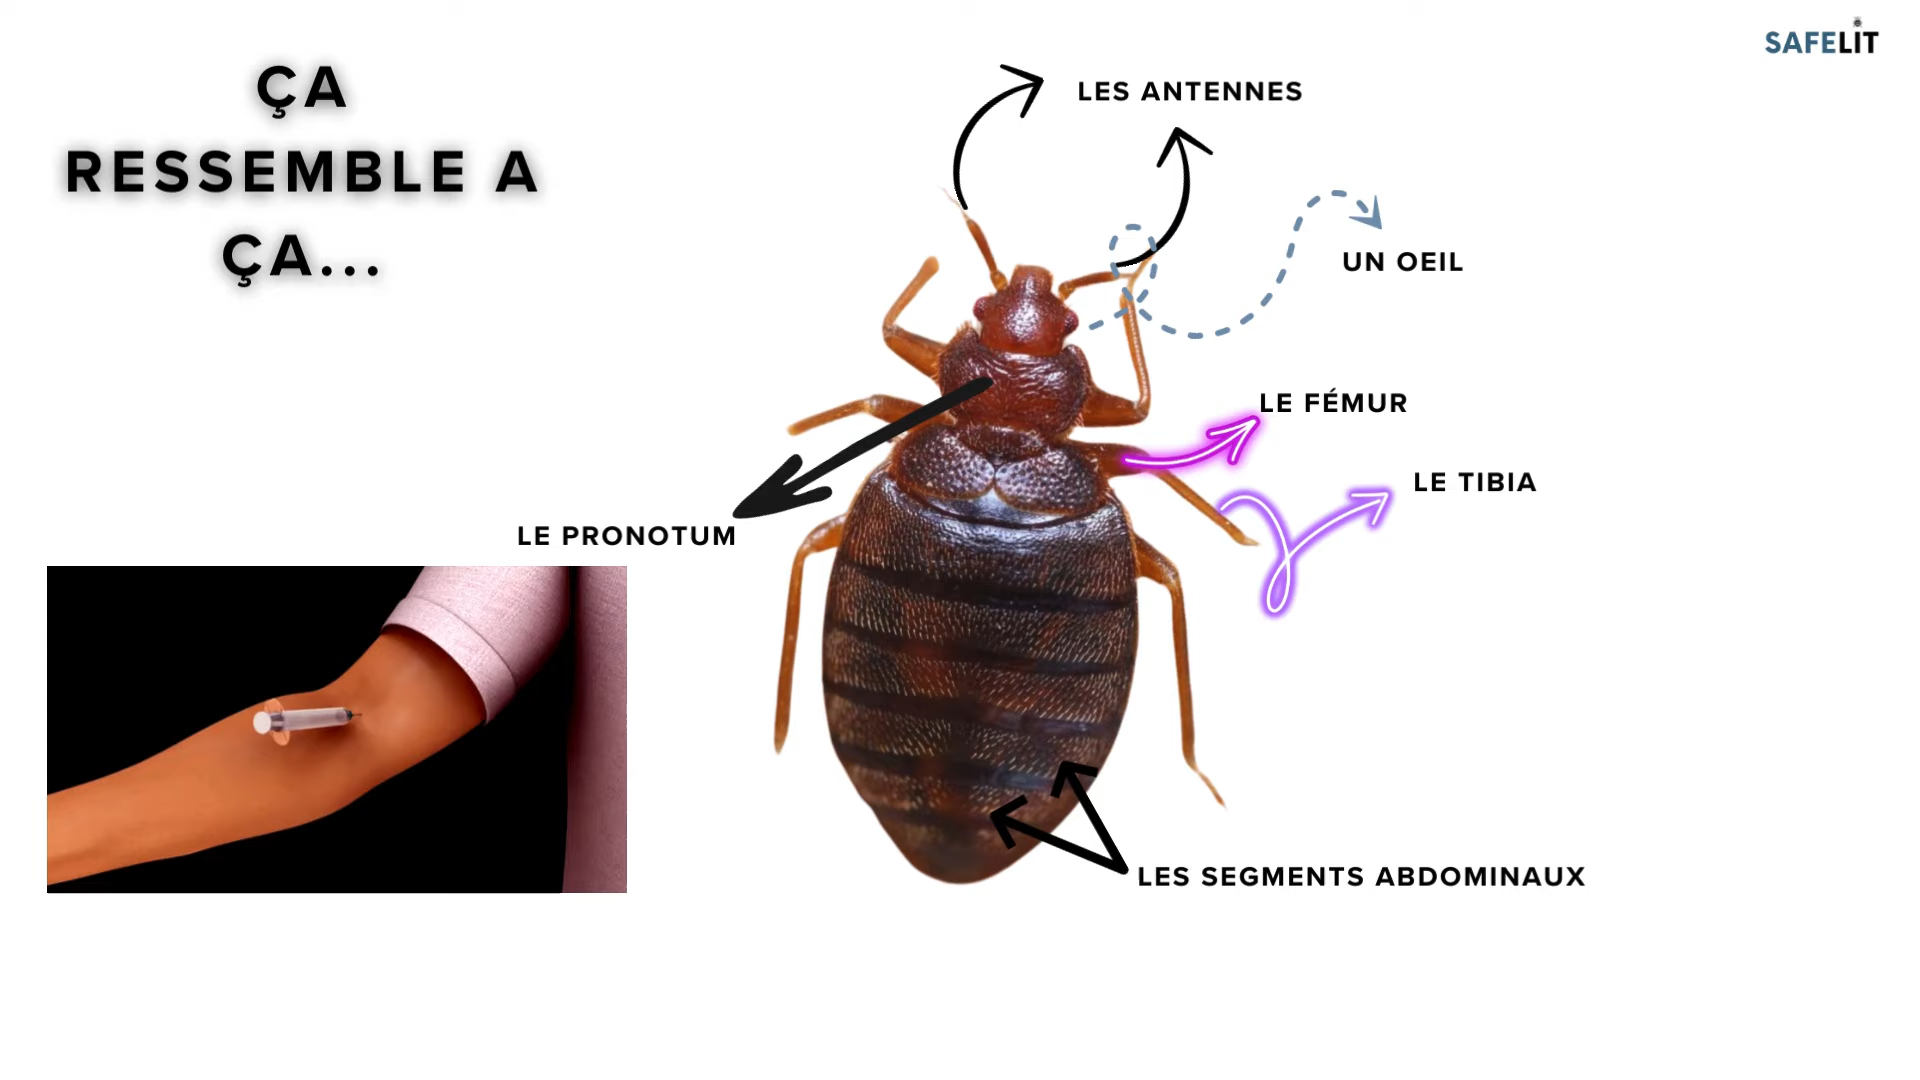 ÇA
RESSEMBLE A
ÇA...
SAFELIT
LES ANTENNES
UN OEIL
LE FÉMUR
LE TIBIA
LE PRONOTUM
LES SEGMENTS ABDOMINAUX